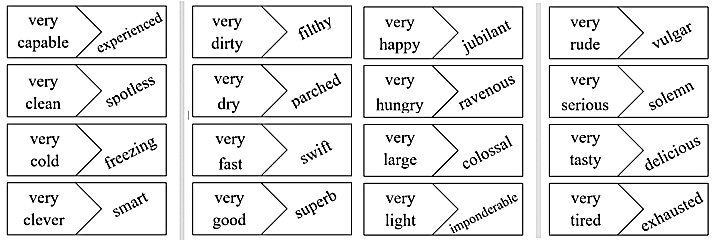 very capable experienced
very clean spotless
very cold freezing
very clever smart
very dirty filthy
very dry parched
very fast swift
very good superb
very happy jubilant
very hungry ravenous
very large colossal
very light imponderable
very rude vulgar
very serious solemn
very tasty delicious
very tired exhausted